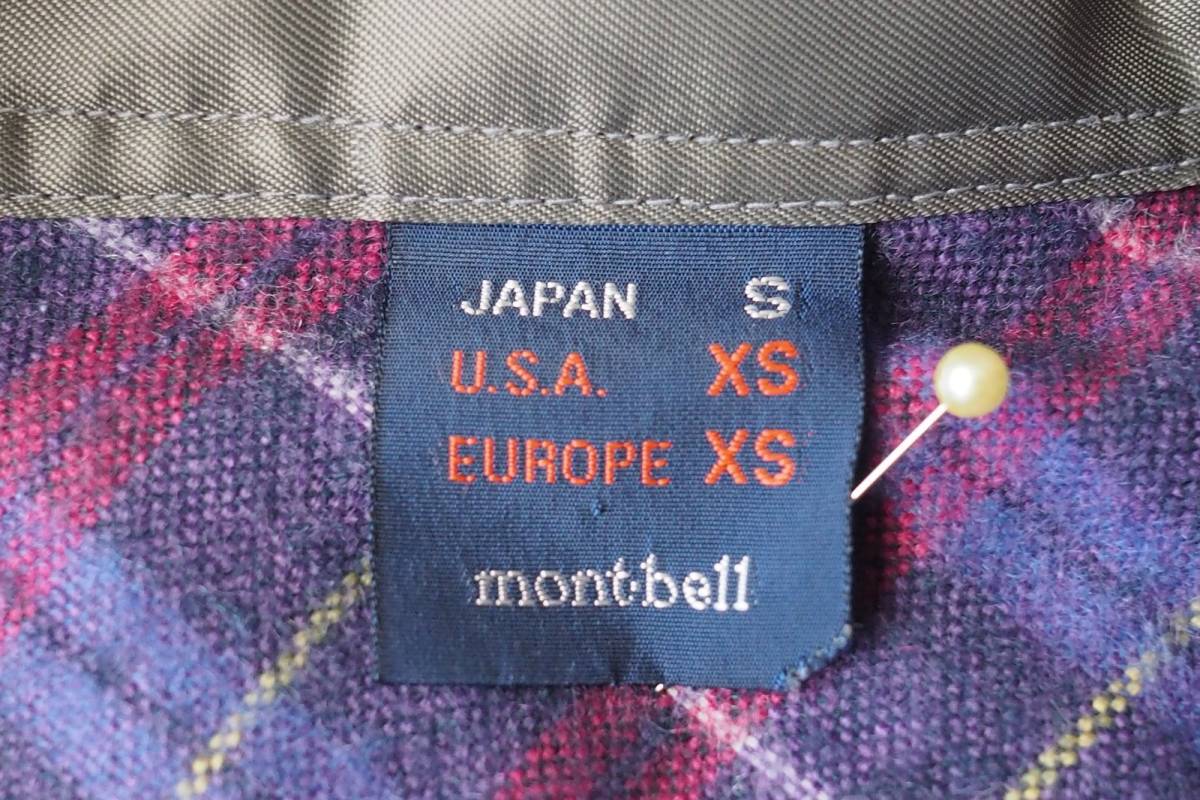 JAPAN S
U.S.A. XS
EUROPE XS
mont-bell